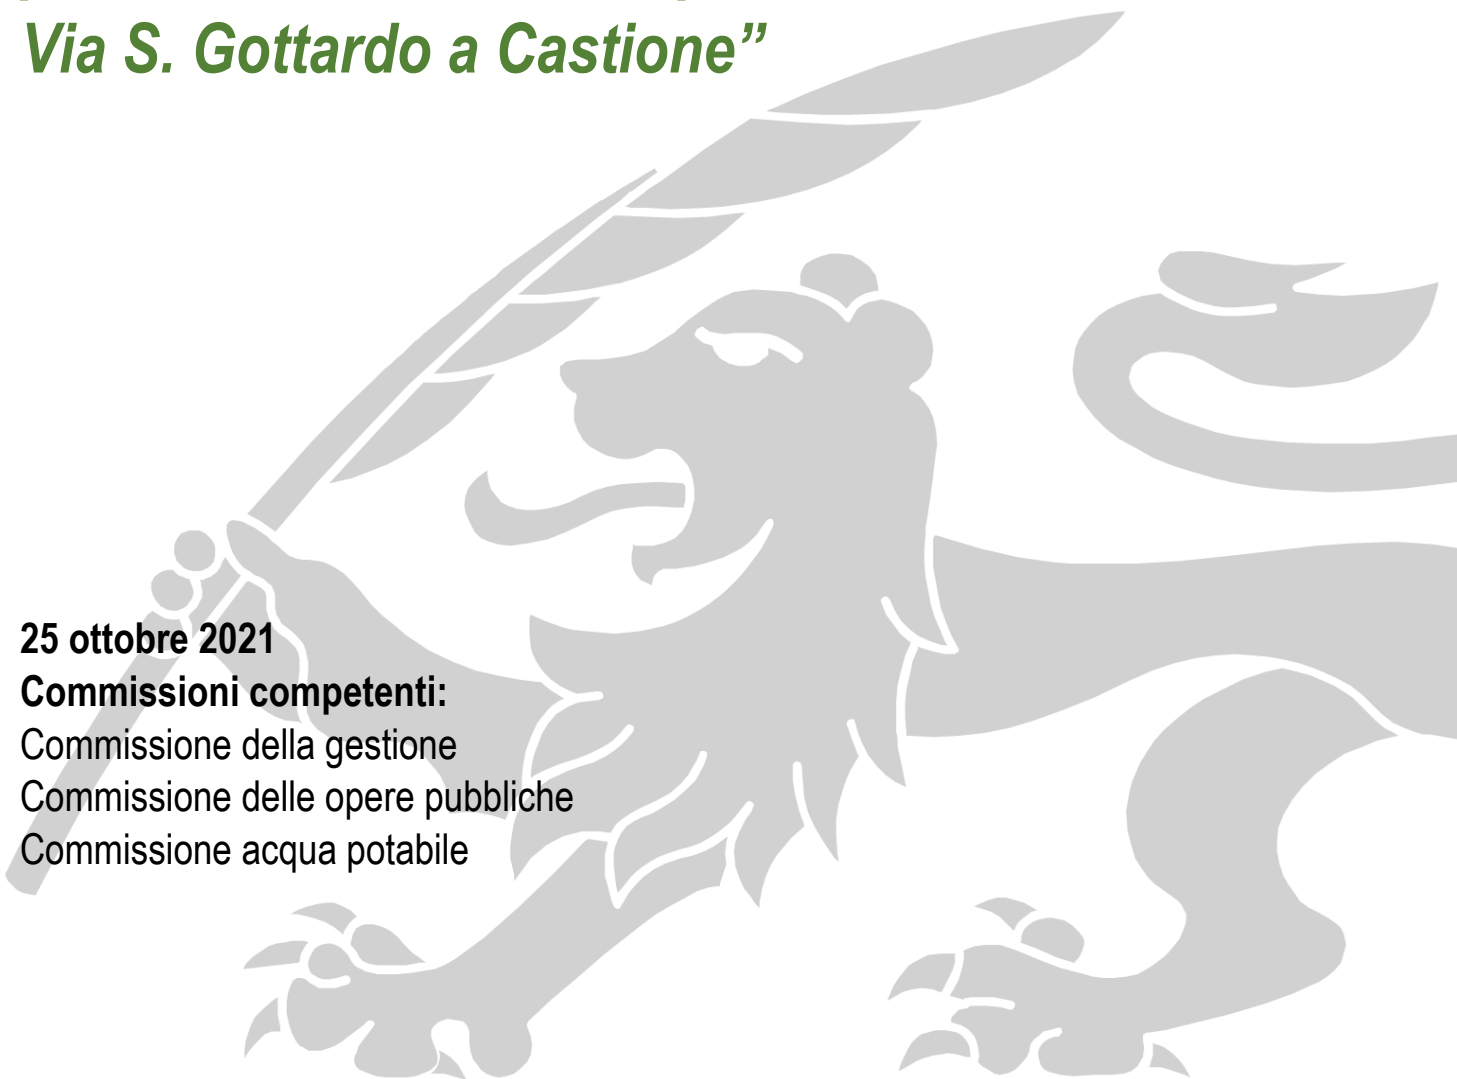 Via S. Gottardo a Castione”
25 ottobre 2021
Commissioni competenti:
Commissione della gestione
Commissione delle opere pubbliche
Commissione acqua potabile